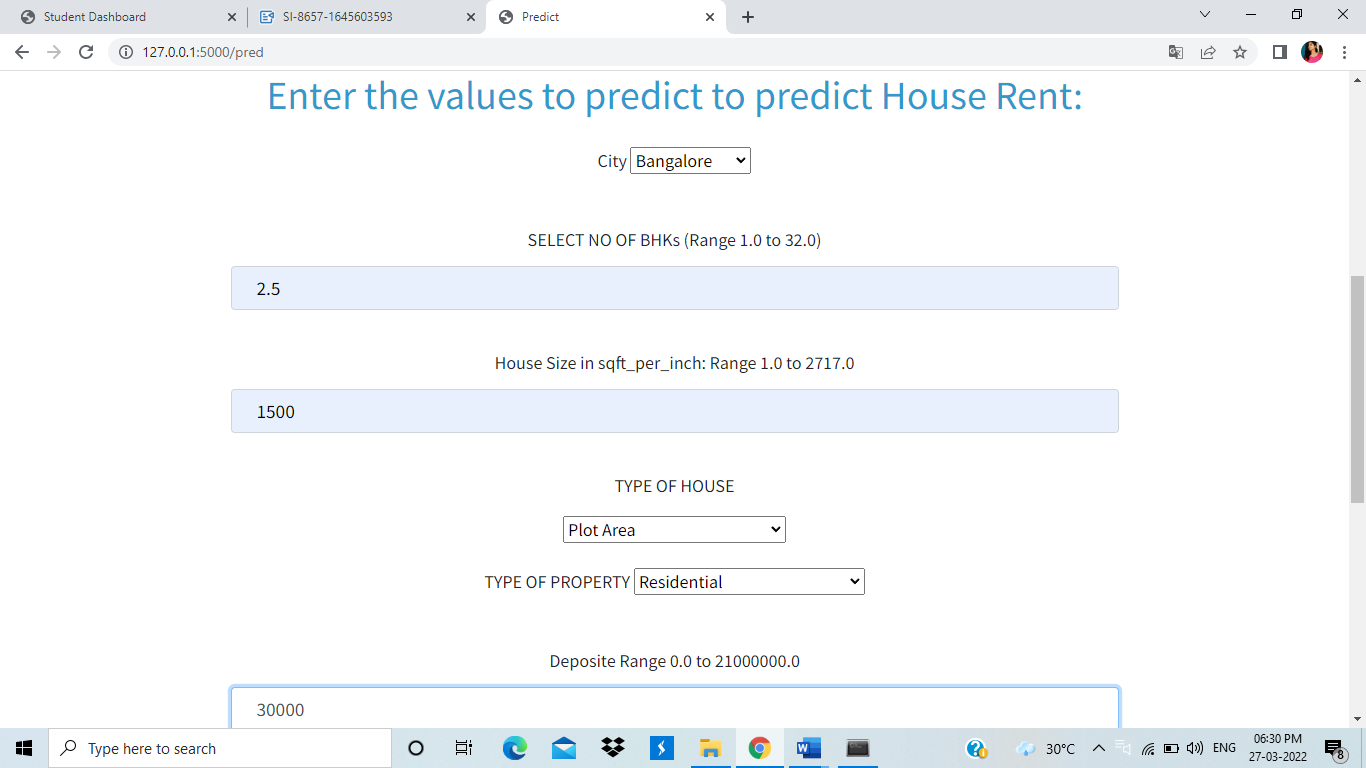 Student Dashboard
SI-8657-1645603593
Predict
127.0.0.1:5000/pred
Enter the values to predict to predict House Rent:
City Bangalore
SELECT NO OF BHKs (Range 1.0 to 32.0)
2.5
House Size in sqft_per_inch: Range 1.0 to 2717.0
1500
TYPE OF HOUSE
Plot Area
TYPE OF PROPERTY Residential
Deposite Range 0.0 to 21000000.0
30000
Type here to search
30°C
ENG
06:30 PM
27-03-2022
8